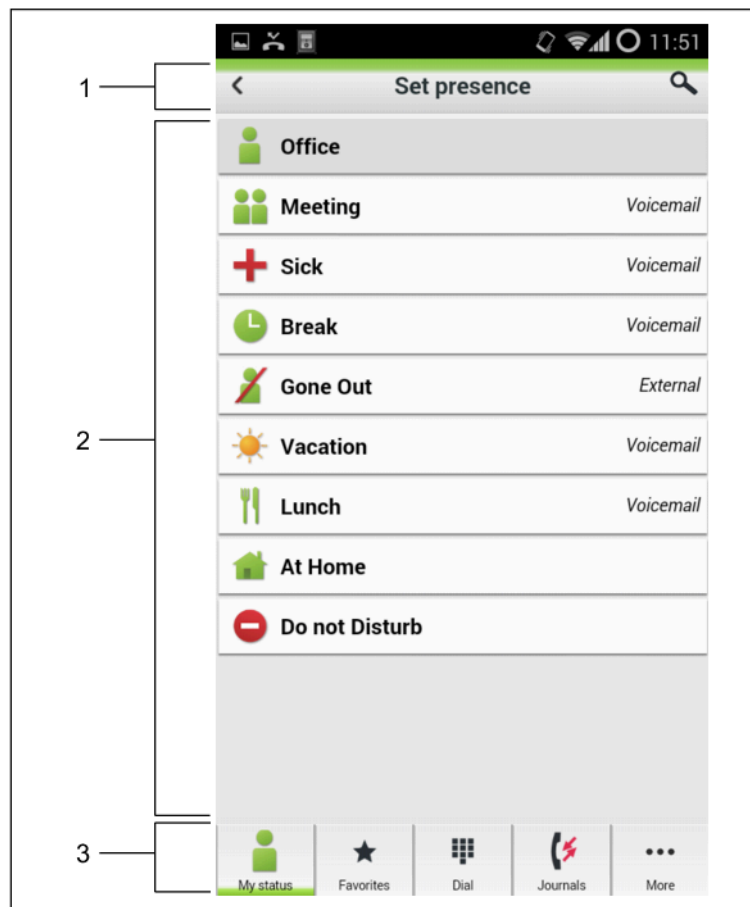 11:51
1
Set presence
Office
Meeting Voicemail
Sick Voicemail
Break Voicemail
Gone Out External
2
Vacation Voicemail
Lunch Voicemail
At Home
Do not Disturb
3
My status Favorites Dial Journals More